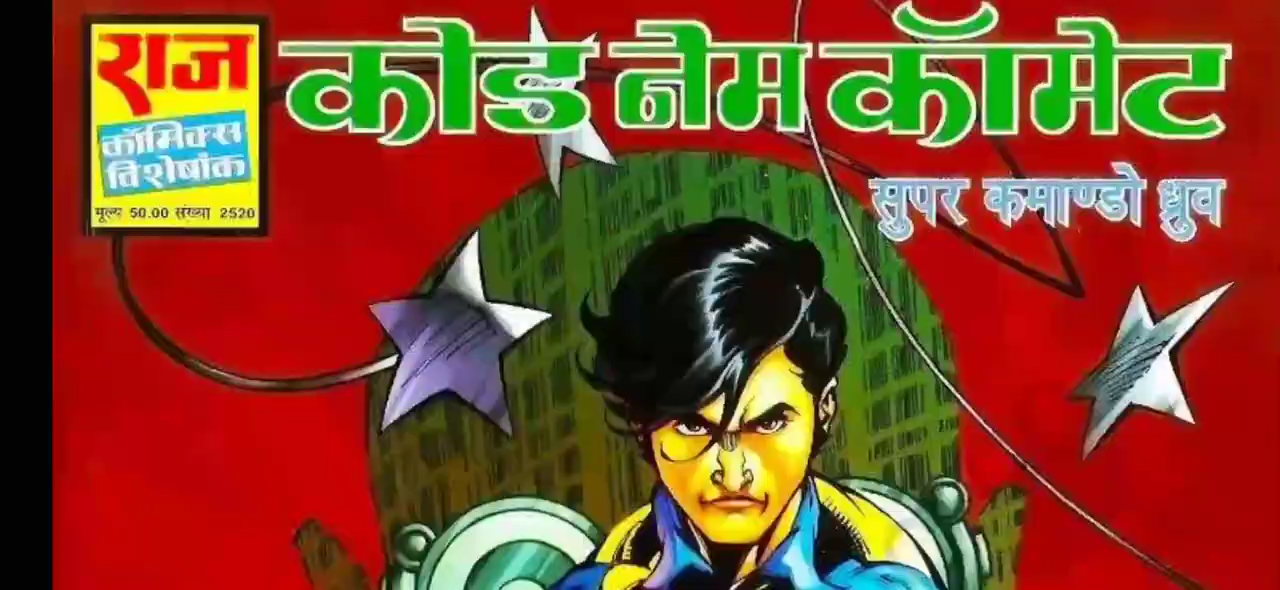 राज
कॉमिक्स
विशेषांक
मूल्य 50.00 संख्या 2520
कोड नेम कॉमेट
सुपर कमाण्डो ध्रुव